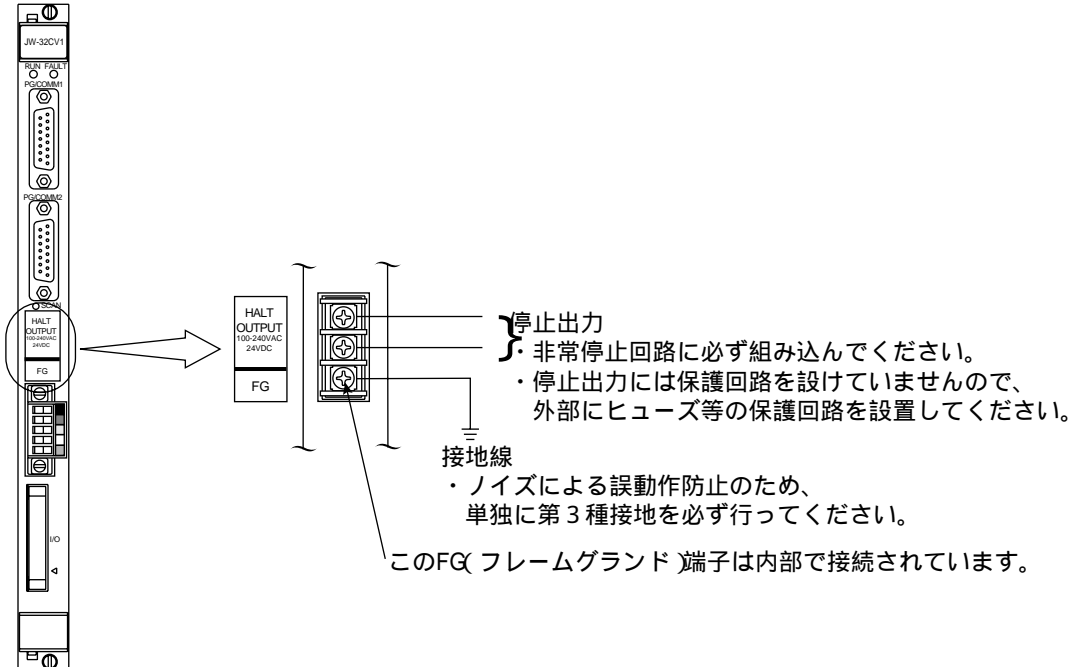 JW-32CV1
RUN FAULT
PG/COMM1
PG/COMM2
SCAN
HALT
OUTPUT
100-240VAC
24VDC
FG
I/O
HALT
OUTPUT
100-240VAC
24VDC
FG
停止出力
・非常停止回路に必ず組み込んでください。
・停止出力には保護回路を設けていませんので、
外部にヒューズ等の保護回路を設置してください。
接地線
・ノイズによる誤動作防止のため、
単独に第3種接地を必ず行ってください。
このFG(フレームグランド)端子は内部で接続されています。